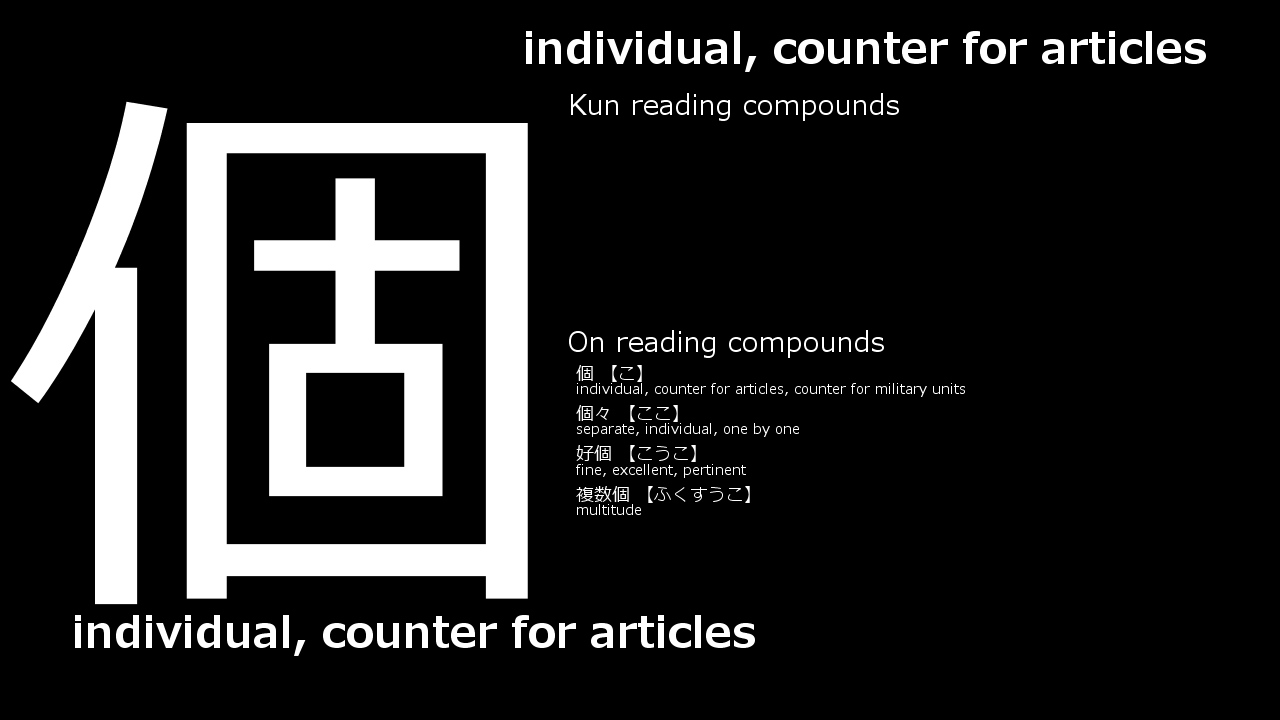 individual, counter for articles
個
Kun reading compounds
On reading compounds
個 【こ】
individual, counter for articles, counter for military units
個々 【ここ】
separate, individual, one by one
好個 【こうこ】
fine, excellent, pertinent
複数個 【ふくすうこ】
multitude
individual, counter for articles